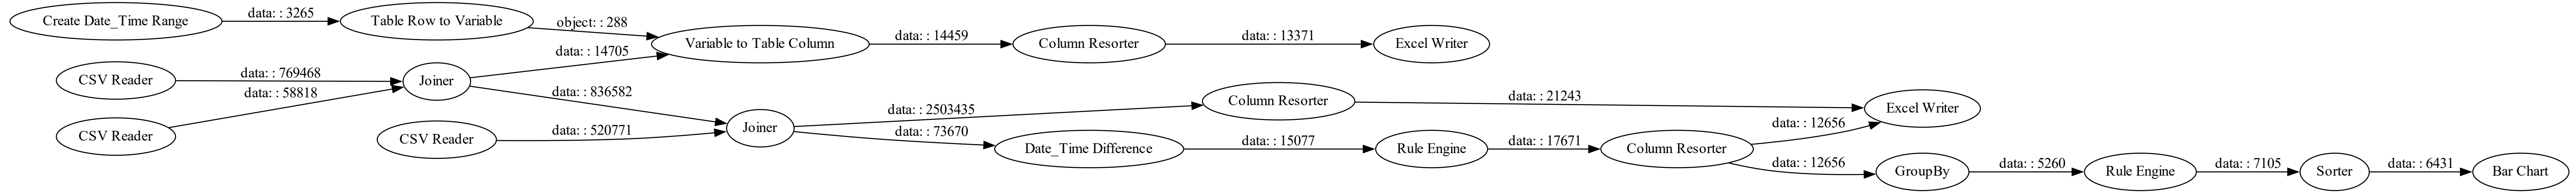 Create Date_Time Range
data: : 3265
Table Row to Variable
object: : 288
Variable to Table Column
data: : 14459
Column Resorter
data: : 13371
Excel Writer
CSV Reader
data: : 769468
Joiner
data: : 14705
data: : 58818
CSV Reader
data: : 836582
CSV Reader
data: : 520771
Joiner
data: : 2503435
Column Resorter
data: : 21243
Excel Writer
data: : 73670
Date_Time Difference
data: : 15077
Rule Engine
data: : 17671
Column Resorter
data: : 12656
data: : 12656
GroupBy
data: : 5260
Rule Engine
data: : 7105
Sorter
data: : 6431
Bar Chart